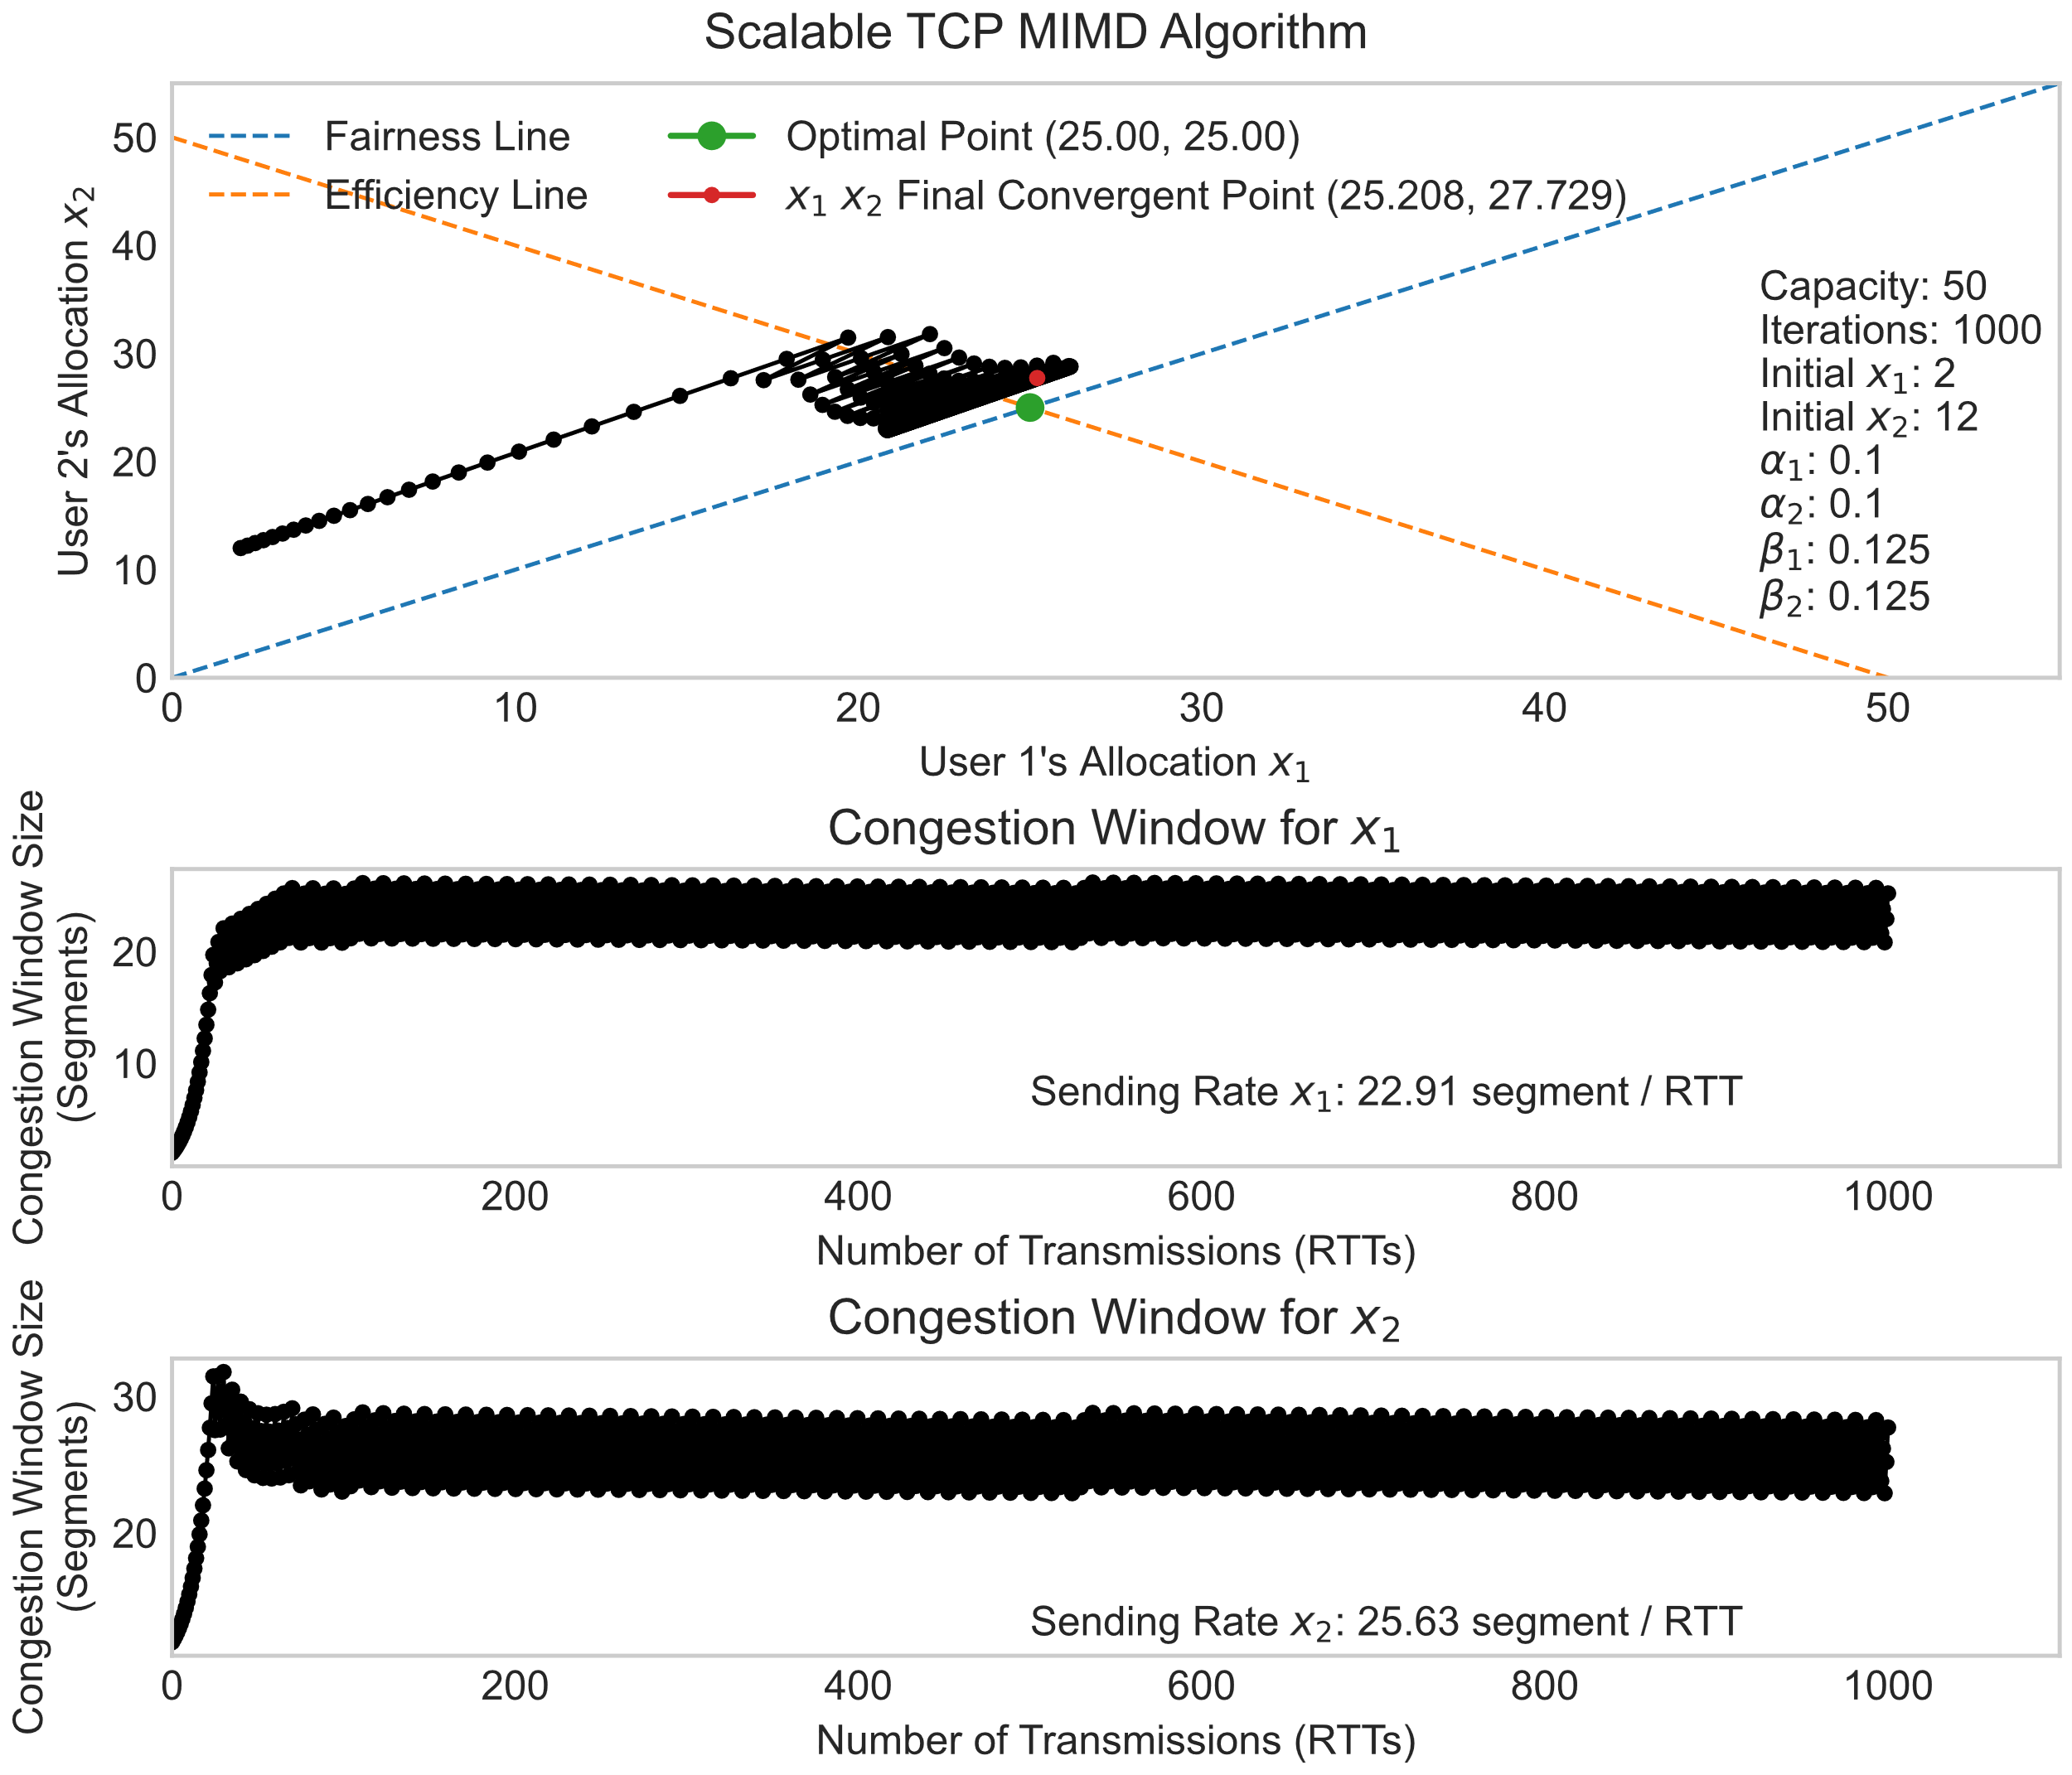 Scalable TCP MIMD Algorithm
Fairness Line
Efficiency Line
Optimal Point (25.00, 25.00)
x₁ x₂ Final Convergent Point (25.208, 27.729)
User 2's Allocation x₂
50
40
30
20
10
0
Capacity: 50
Iterations: 1000
Initial x₁: 2
Initial x₂: 12
α₁: 0.1
α₂: 0.1
β₁: 0.125
β₂: 0.125
0 10 20 30 40 50
User 1's Allocation x₁
Congestion Window for x₁
Congestion Window Size
(Segments)
20
10
Sending Rate x₁: 22.91 segment / RTT
0 200 400 600 800 1000
Number of Transmissions (RTTs)
Congestion Window for x₂
Congestion Window Size
(Segments)
30
20
Sending Rate x₂: 25.63 segment / RTT
0 200 400 600 800 1000
Number of Transmissions (RTTs)